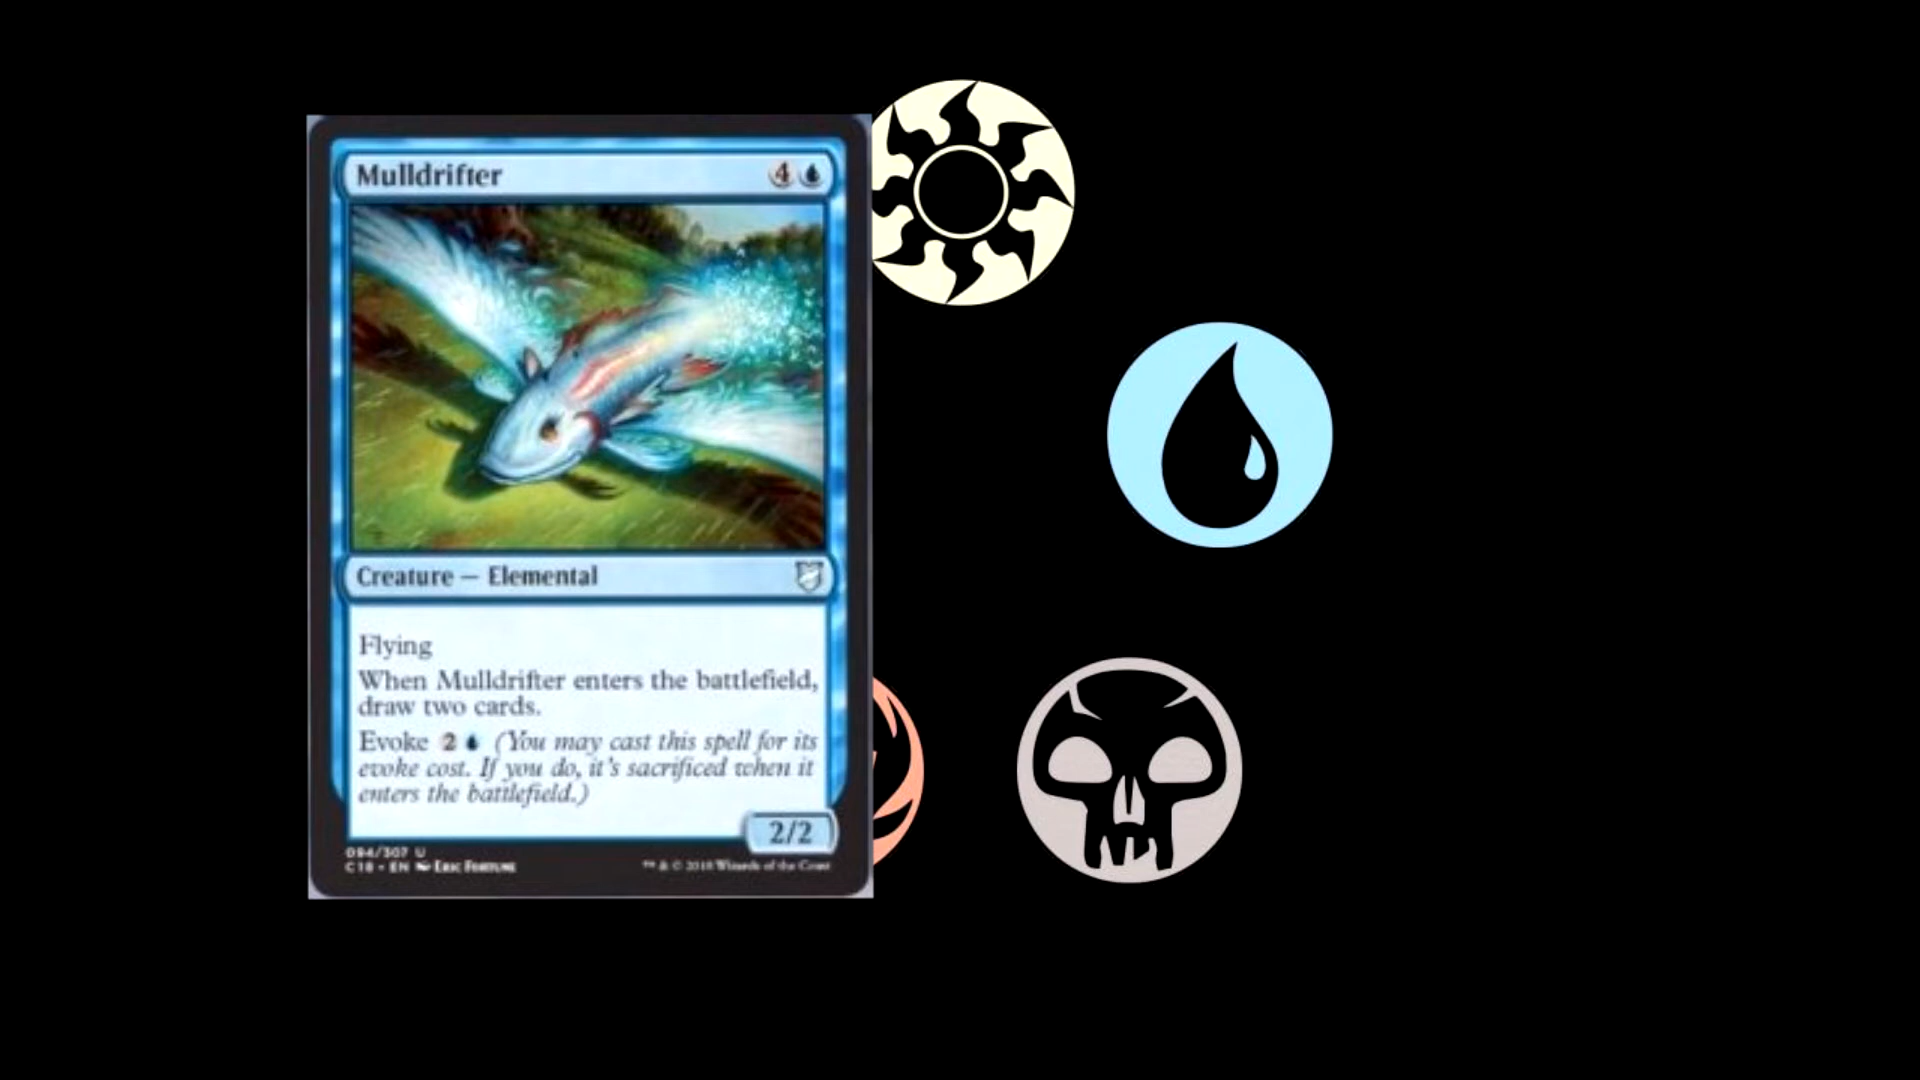 Mulldrifter 4
Creature — Elemental
Flying
When Mulldrifter enters the battlefield,
draw two cards.
Evoke 2 (You may cast this spell for its
evoke cost. If you do, it's sacrificed when it
enters the battlefield.)
2/2
094/307 U
C18 • EN Eric Fortune
™ & © 2018 Wizards of the Coast